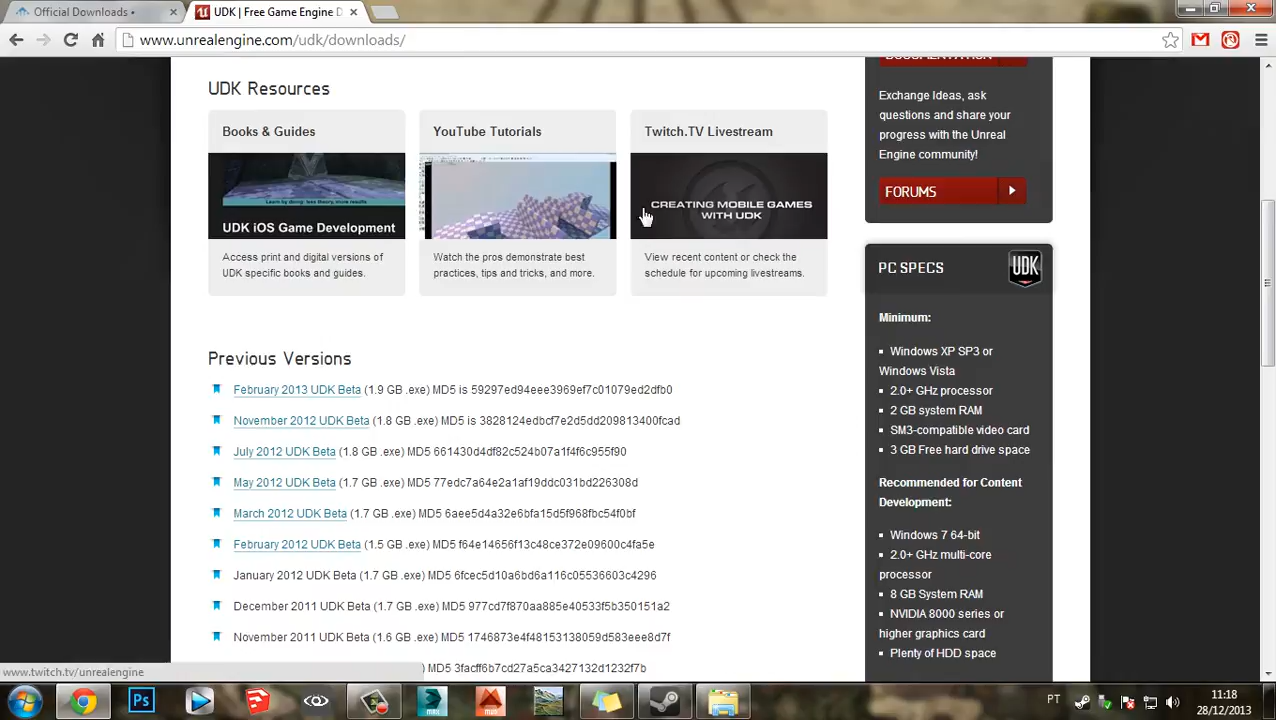 Official Downloads •
UDK | Free Game Engine D
www.unrealengine.com/udk/downloads/
UDK Resources
Books & Guides
YouTube Tutorials
Twitch.TV Livestream
Learn by doing: less theory, more results
UDK iOS Game Development
CREATING MOBILE GAMES
WITH UDK
Access print and digital versions of
UDK specific books and guides.
Watch the pros demonstrate best
practices, tips and tricks, and more.
View recent content or check the
schedule for upcoming livestreams.
Previous Versions
February 2013 UDK Beta (1.9 GB .exe) MD5 is 59297ed94eee3969ef7c01079ed2dfb0
November 2012 UDK Beta (1.8 GB .exe) MD5 is 3828124edbcf7e2d5dd209813400fcad
July 2012 UDK Beta (1.8 GB .exe) MD5 661430d4df82c524b07a1f4f6c955f90
May 2012 UDK Beta (1.7 GB .exe) MD5 77edc7a64e2a1af19ddc031bd226308d
March 2012 UDK Beta (1.7 GB .exe) MD5 6aee5d4a32e6bfa15d5f968fbc54f0bf
February 2012 UDK Beta (1.5 GB .exe) MD5 f64e14656f13c48ce372e09600c4fa5e
January 2012 UDK Beta (1.7 GB .exe) MD5 6fcec5d10a6bd6a116c05536603c4296
December 2011 UDK Beta (1.7 GB .exe) MD5 977cd7f870aa885e40533f5b350151a2
November 2011 UDK Beta (1.6 GB .exe) MD5 1746873e4f48153138059d583eee8d7f
MD5 3facff6b7cd27a5ca3427132d1232f7b
DOCUMENTATION
Exchange Ideas, ask
questions and share your
progress with the Unreal
Engine community!
FORUMS
PC SPECS
UDK
Minimum:
Windows XP SP3 or
Windows Vista
2.0+ GHz processor
2 GB system RAM
SM3-compatible video card
3 GB Free hard drive space
Recommended for Content
Development:
Windows 7 64-bit
2.0+ GHz multi-core
processor
8 GB System RAM
NVIDIA 8000 series or
higher graphics card
Plenty of HDD space
www.twitch.tv/unrealengine
Ps
PT
11:18
28/12/2013